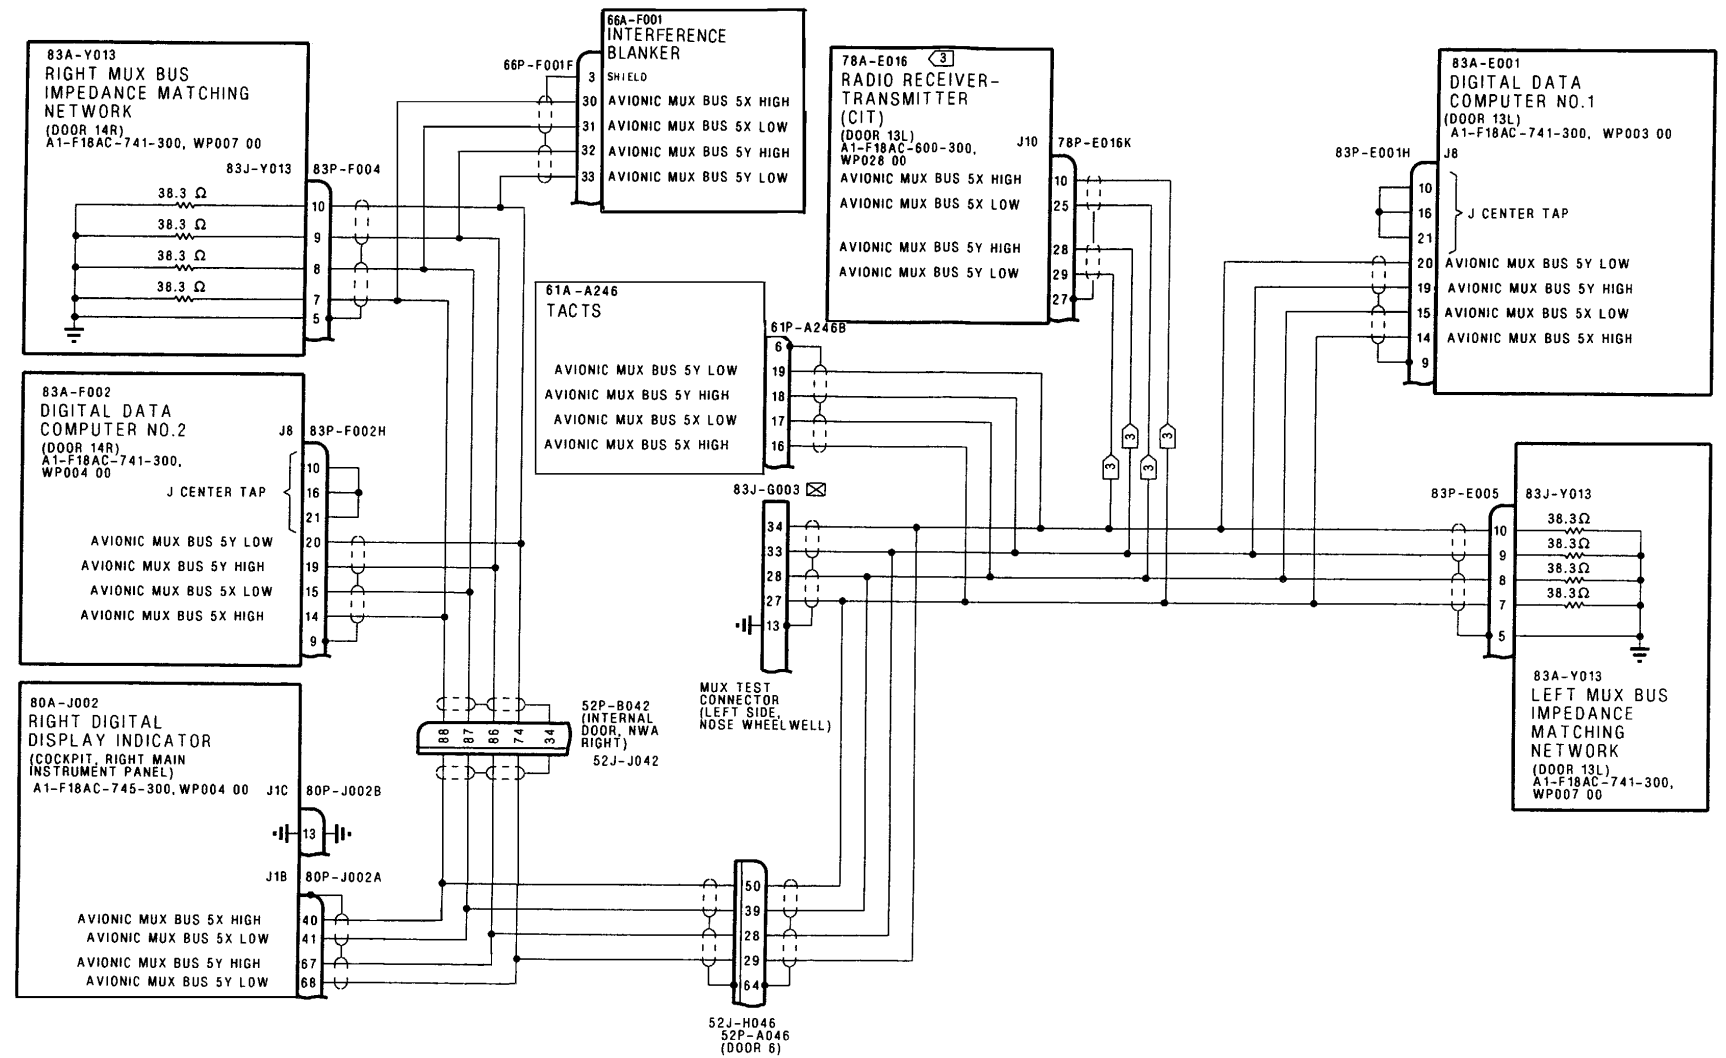 83A-Y013
RIGHT MUX BUS
IMPEDANCE MATCHING
NETWORK
(DOOR 14R)
A1-F18AC-741-300, WP007 00
83J-Y013
83P-F004
38.3 Ω
38.3 Ω
38.3 Ω
38.3 Ω
10
9
8
7
5
66A-F001
INTERFERENCE
BLANKER
66P-F001F
3 SHIELD
30 AVIONIC MUX BUS 5X HIGH
31 AVIONIC MUX BUS 5X LOW
32 AVIONIC MUX BUS 5Y HIGH
33 AVIONIC MUX BUS 5Y LOW
78A-E016 3
RADIO RECEIVER-
TRANSMITTER
(CIT)
(DOOR 13L)
A1-F18AC-600-300,
WP028 00
J10
78P-E016K
AVIONIC MUX BUS 5X HIGH 10
AVIONIC MUX BUS 5X LOW 25
AVIONIC MUX BUS 5Y HIGH 28
AVIONIC MUX BUS 5Y LOW 29
27
83A-E001
DIGITAL DATA
COMPUTER NO.1
(DOOR 13L)
A1-F18AC-741-300, WP003 00
83P-E001H
J8
10
16 J CENTER TAP
21
20 AVIONIC MUX BUS 5Y LOW
19 AVIONIC MUX BUS 5Y HIGH
15 AVIONIC MUX BUS 5X LOW
14 AVIONIC MUX BUS 5X HIGH
9
61A-A246
TACTS
61P-A246B
6
AVIONIC MUX BUS 5Y LOW 19
AVIONIC MUX BUS 5Y HIGH 18
AVIONIC MUX BUS 5X LOW 17
AVIONIC MUX BUS 5X HIGH 16
3
3
3
3
83A-F002
DIGITAL DATA
COMPUTER NO.2
(DOOR 14R)
A1-F18AC-741-300,
WP004 00
J8
83P-F002H
10
J CENTER TAP 16
21
AVIONIC MUX BUS 5Y LOW 20
AVIONIC MUX BUS 5Y HIGH 19
AVIONIC MUX BUS 5X LOW 15
AVIONIC MUX BUS 5X HIGH 14
9
83J-G003
34
33
28
27
13
MUX TEST
CONNECTOR
(LEFT SIDE,
NOSE WHEELWELL)
83P-E005
83J-Y013
10
9
8
7
5
38.3Ω
38.3Ω
38.3Ω
38.3Ω
83A-Y013
LEFT MUX BUS
IMPEDANCE
MATCHING
NETWORK
(DOOR 13L)
A1-F18AC-741-300,
WP007 00
80A-J002
RIGHT DIGITAL
DISPLAY INDICATOR
(COCKPIT, RIGHT MAIN
INSTRUMENT PANEL)
A1-F18AC-745-300, WP004 00
J1C
80P-J002B
13
J1B
80P-J002A
AVIONIC MUX BUS 5X HIGH 40
AVIONIC MUX BUS 5X LOW 41
AVIONIC MUX BUS 5Y HIGH 67
AVIONIC MUX BUS 5Y LOW 68
88 87 86 74 34
52P-B042
(INTERNAL
DOOR, NWA
RIGHT)
52J-J042
50
39
28
29
64
52J-H046
52P-A046
(DOOR 6)